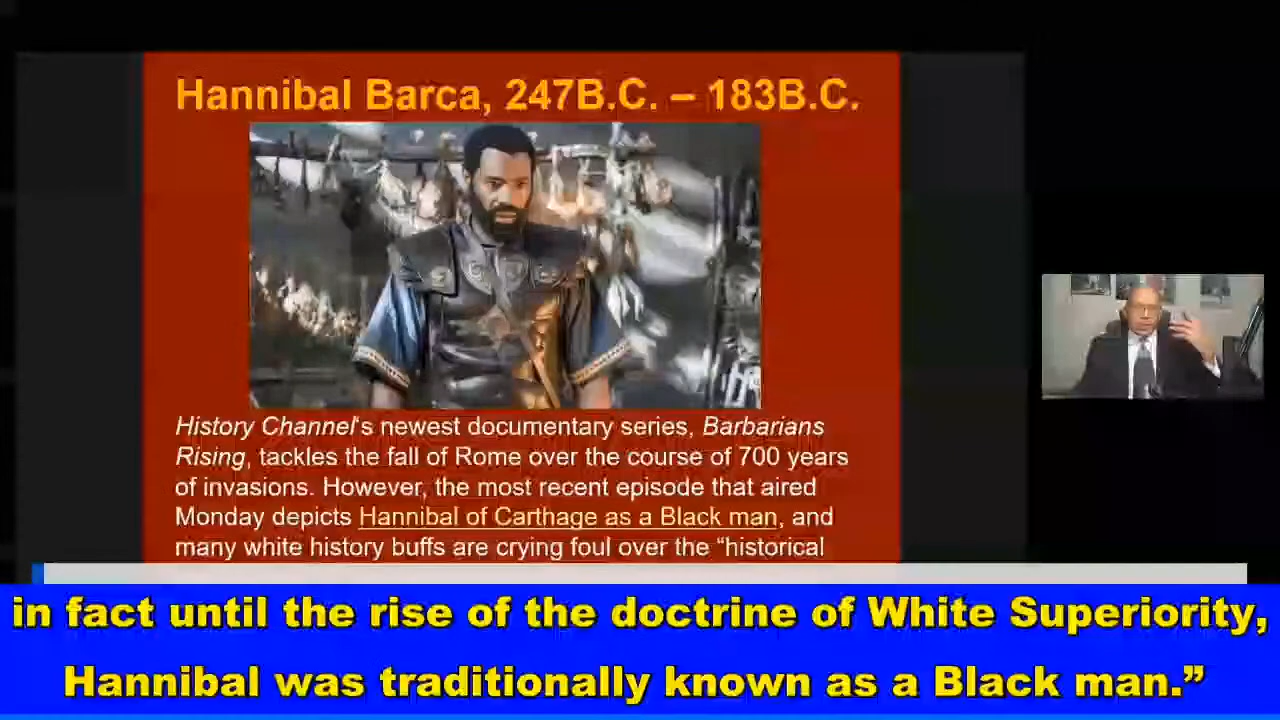 Hannibal Barca, 247B.C. – 183B.C.
History Channel's newest documentary series, Barbarians
Rising, tackles the fall of Rome over the course of 700 years
of invasions. However, the most recent episode that aired
Monday depicts Hannibal of Carthage as a Black man, and
many white history buffs are crying foul over the “historical
in fact until the rise of the doctrine of White Superiority,
Hannibal was traditionally known as a Black man.”